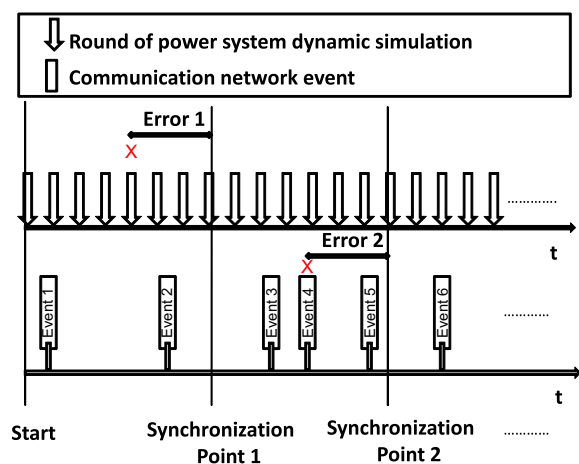 Round of power system dynamic simulation
Communication network event
Error 1
X
............
t
Error 2
X
Event 1
Event 2
Event 3
Event 4
Event 5
Event 6
............
t
Start
Synchronization
Point 1
Synchronization
Point 2
............